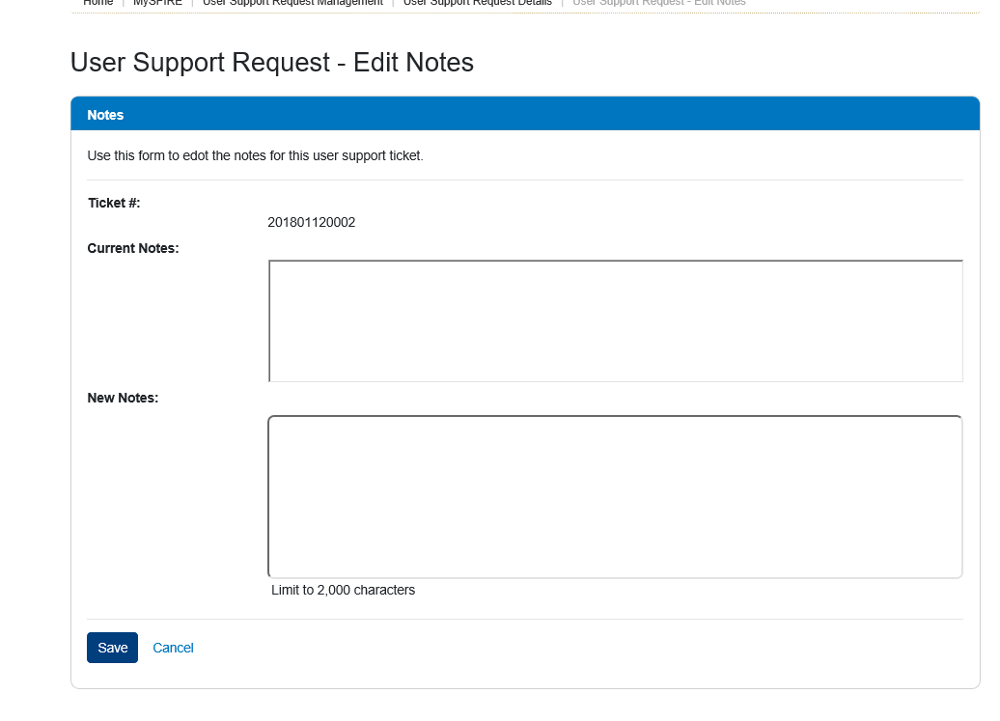 Home | MySPIRE | User Support Request Management | User Support Request Details | User Support Request - Edit Notes
User Support Request - Edit Notes
Notes
Use this form to edot the notes for this user support ticket.
Ticket #:
201801120002
Current Notes:
New Notes:
Limit to 2,000 characters
Save Cancel